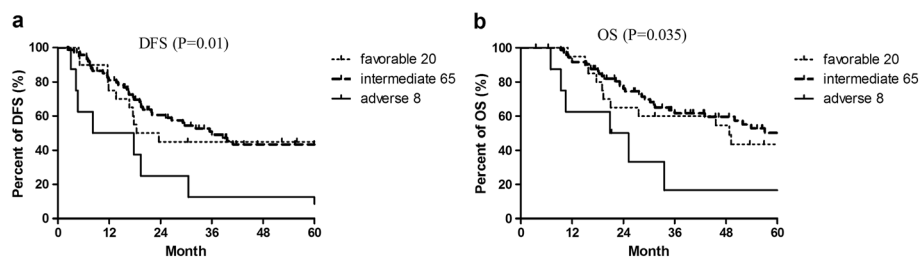 a
DFS (P=0.01)
Percent of DFS (%)
100
80
60
40
20
0
0 12 24 36 48 60
Month
favorable 20
intermediate 65
adverse 8
b
OS (P=0.035)
Percent of OS (%)
100
80
60
40
20
0
0 12 24 36 48 60
Month
favorable 20
intermediate 65
adverse 8